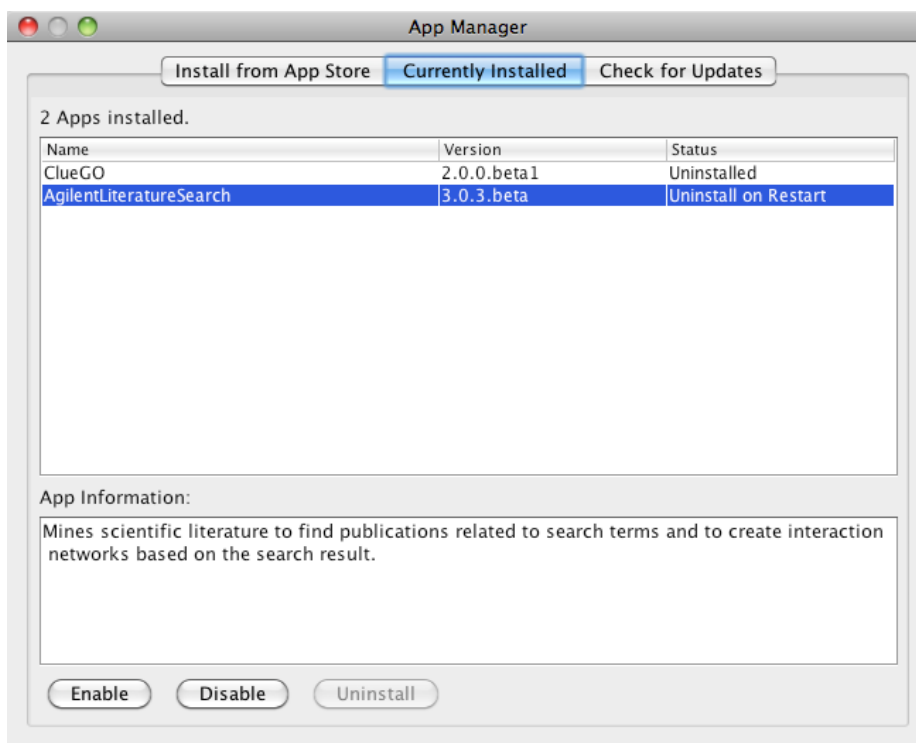 App Manager
Install from App Store Currently Installed Check for Updates
2 Apps installed.
Name Version Status
ClueGO 2.0.0.beta1 Uninstalled
AgilentLiteratureSearch 3.0.3.beta Uninstall on Restart
App Information:
Mines scientific literature to find publications related to search terms and to create interaction
networks based on the search result.
Enable Disable Uninstall